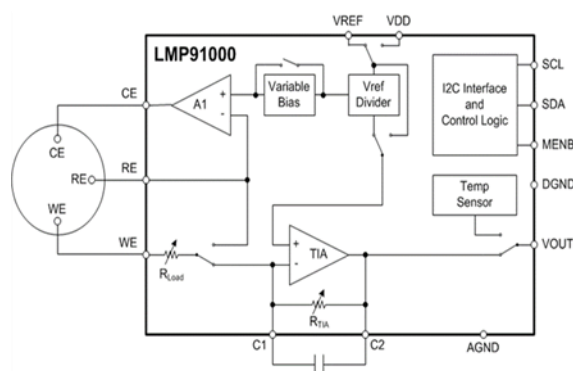 VREF
VDD
LMP91000
SCL
CE
+
-
A1
Variable
Bias
Vref
Divider
I2C Interface
and
Control Logic
SDA
CE
RE
RE
MENB
DGND
WE
WE
Temp
Sensor
+
-
TIA
VOUT
RLoad
RTIA
C1
C2
AGND